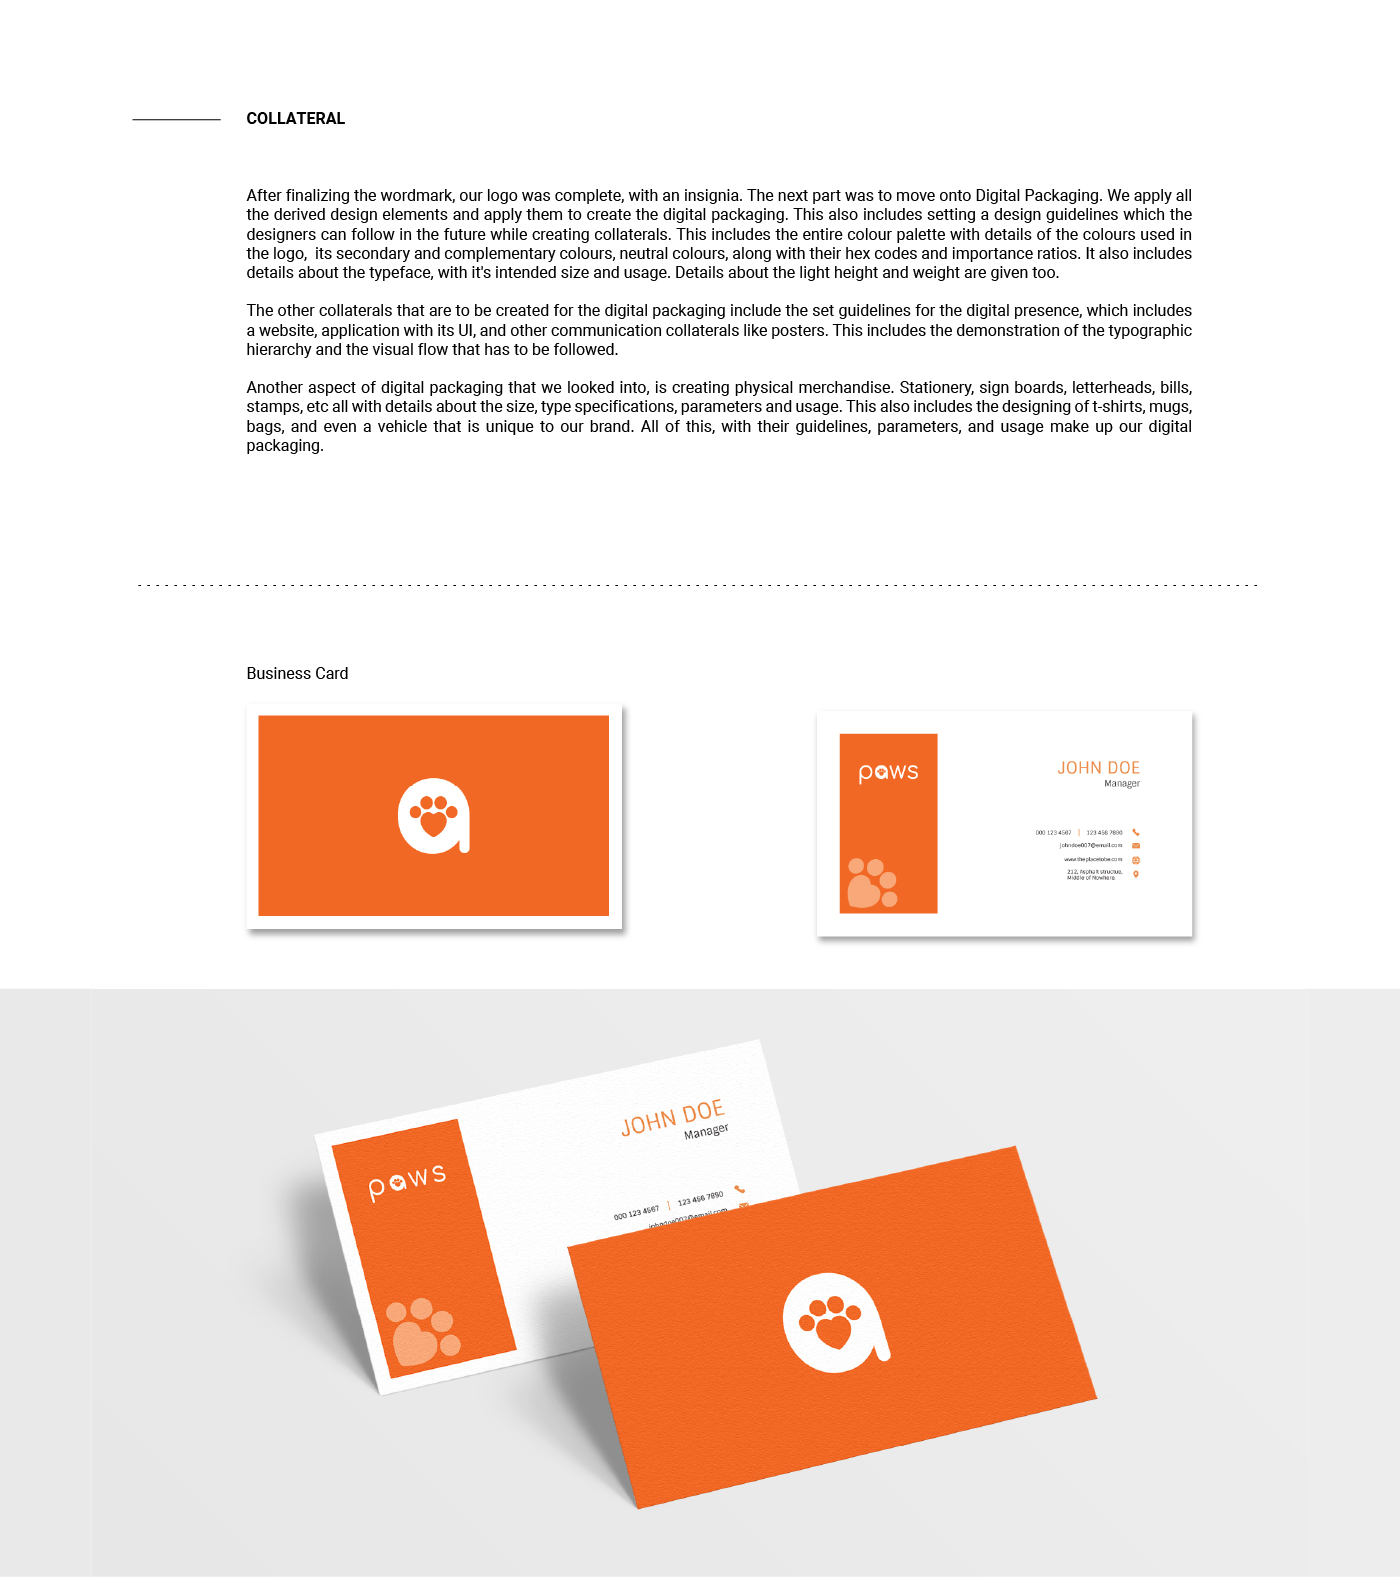 COLLATERAL
After finalizing the wordmark, our logo was complete, with an insignia. The next part was to move onto Digital Packaging. We apply all
the derived design elements and apply them to create the digital packaging. This also includes setting a design guidelines which the
designers can follow in the future while creating collaterals. This includes the entire colour palette with details of the colours used in
the logo,  its secondary and complementary colours, neutral colours, along with their hex codes and importance ratios. It also includes
details about the typeface, with it's intended size and usage. Details about the light height and weight are given too.
The other collaterals that are to be created for the digital packaging include the set guidelines for the digital presence, which includes
a website, application with its UI, and other communication collaterals like posters. This includes the demonstration of the typographic
hierarchy and the visual flow that has to be followed.
Another aspect of digital packaging that we looked into, is creating physical merchandise. Stationery, sign boards, letterheads, bills,
stamps, etc all with details about the size, type specifications, parameters and usage. This also includes the designing of t-shirts, mugs,
bags, and even a vehicle that is unique to our brand. All of this, with their guidelines, parameters, and usage make up our digital
packaging.
Business Card
a
paws
JOHN DOE
Manager
000 123 4567 | 123 456 7890
johndoe007@email.com
www.theplacetobe.com
212, Asphalt structue,
Middle of Nowhere.
paws
JOHN DOE
Manager
000 123 4567 | 123 456 7890
johndoe007@email.com
a